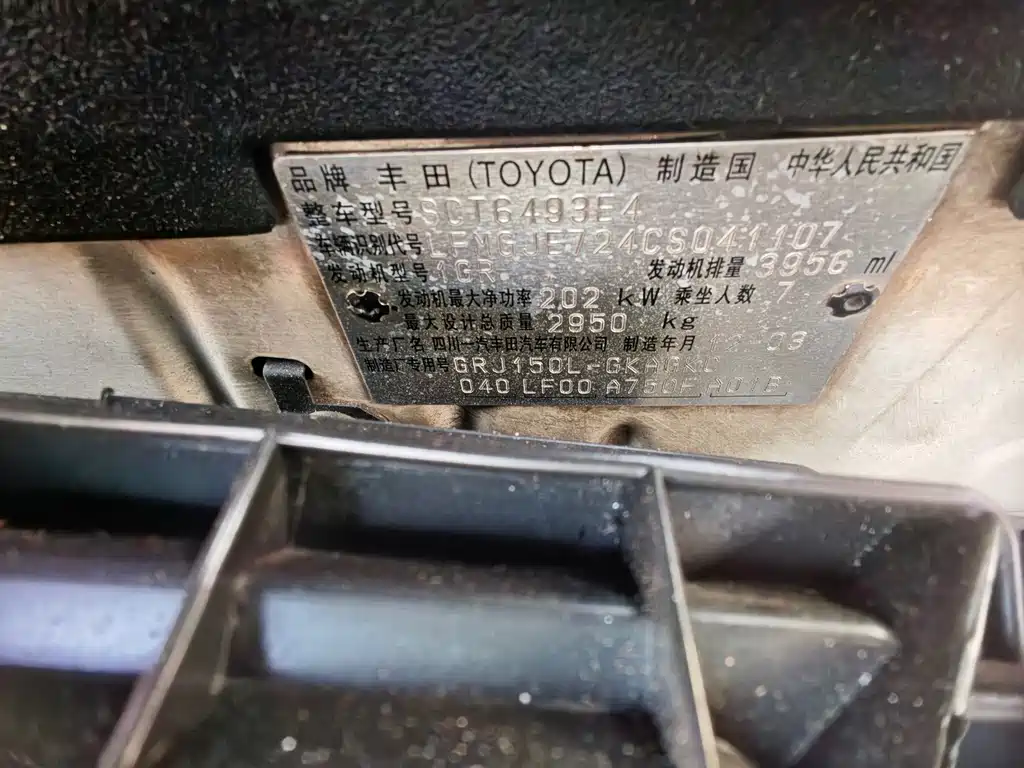 品牌 丰田(TOYOTA) 制造国 中华人民共和国
整车型号 SCT6493E4
车辆识别代号 LFMGJE724CS041107
发动机型号 1GR 发动机排量 3956 ml
发动机最大净功率 202 kW 乘坐人数 7
最大设计总质量 2950 kg
生产厂名 四川一汽丰田汽车有限公司 制造年月
制造厂专用号 GRJ150L-GKAEKC
040 LF00 A750F A01E